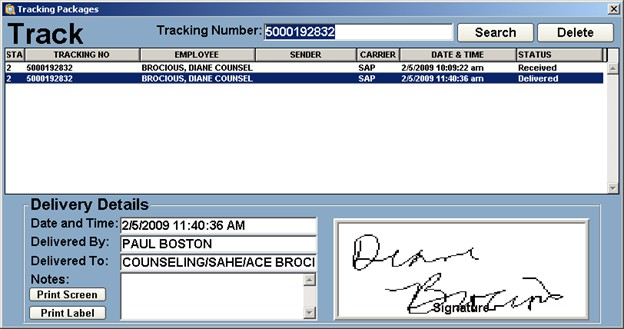 Tracking Packages
Track Tracking Number: 5000192832 Search Delete
STA TRACKING NO EMPLOYEE SENDER CARRIER DATE & TIME STATUS
2 5000192832 BROCIOUS, DIANE COUNSEL SAP 2/5/2009 10:09:22 am Received
2 5000192832 BROCIOUS, DIANE COUNSEL SAP 2/5/2009 11:40:36 am Delivered
Delivery Details
Date and Time: 2/5/2009 11:40:36 AM
Delivered By: PAUL BOSTON
Delivered To: COUNSELING/SAHE/ACE BROCI
Notes:
Print Screen
Print Label
Diane
Brocious
Signature